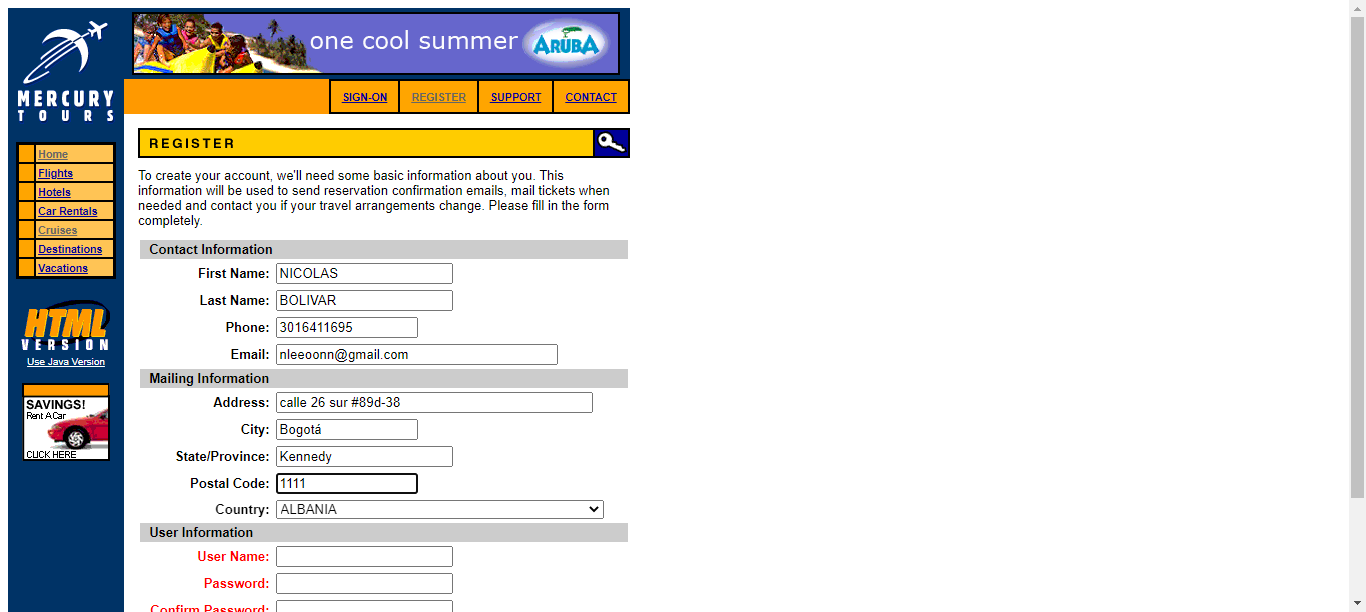 one cool summer
ARUBA
MERCURY
TOURS
SIGN-ON
REGISTER
SUPPORT
CONTACT
Home
Flights
Hotels
Car Rentals
Cruises
Destinations
Vacations
HTML
VERSION
Use Java Version
SAVINGS!
Rent A Car
CLICK HERE
REGISTER
To create your account, we'll need some basic information about you. This
information will be used to send reservation confirmation emails, mail tickets when
needed and contact you if your travel arrangements change. Please fill in the form
completely.
Contact Information
First Name: NICOLAS
Last Name: BOLIVAR
Phone: 3016411695
Email: nleeoonn@gmail.com
Mailing Information
Address: calle 26 sur #89d-38
City: Bogotá
State/Province: Kennedy
Postal Code: 1111
Country: ALBANIA
User Information
User Name:
Password:
Confirm Password: